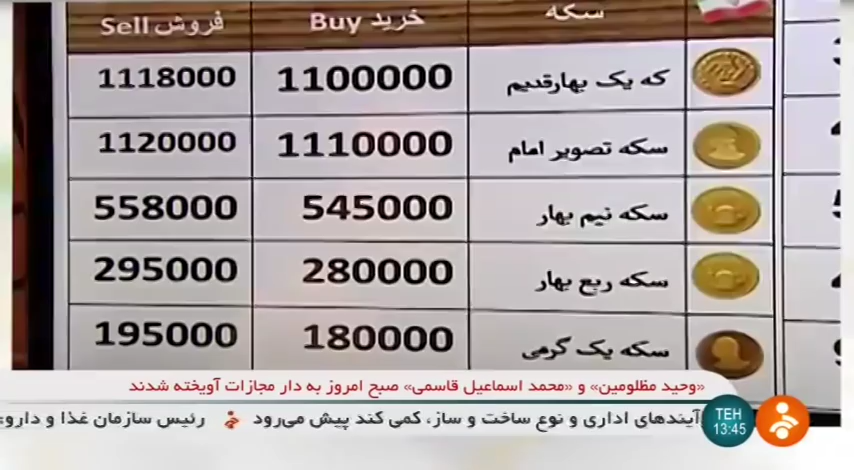 سکه خرید Buy فروش Sell
که یک بهارقدیم 1100000 1118000
سکه تصویر امام 1110000 1120000
سکه نیم بهار 545000 558000
سکه ربع بهار 280000 295000
سکه یک گرمی 180000 195000
«وحید مظلومین» و «محمد اسماعیل قاسمی» صبح امروز به دار مجازات آویخته شدند
آیندهای اداری و نوع ساخت و ساز، کمی کند پیش می‌رود رئیس سازمان غذا و دارو
TEH
13:45